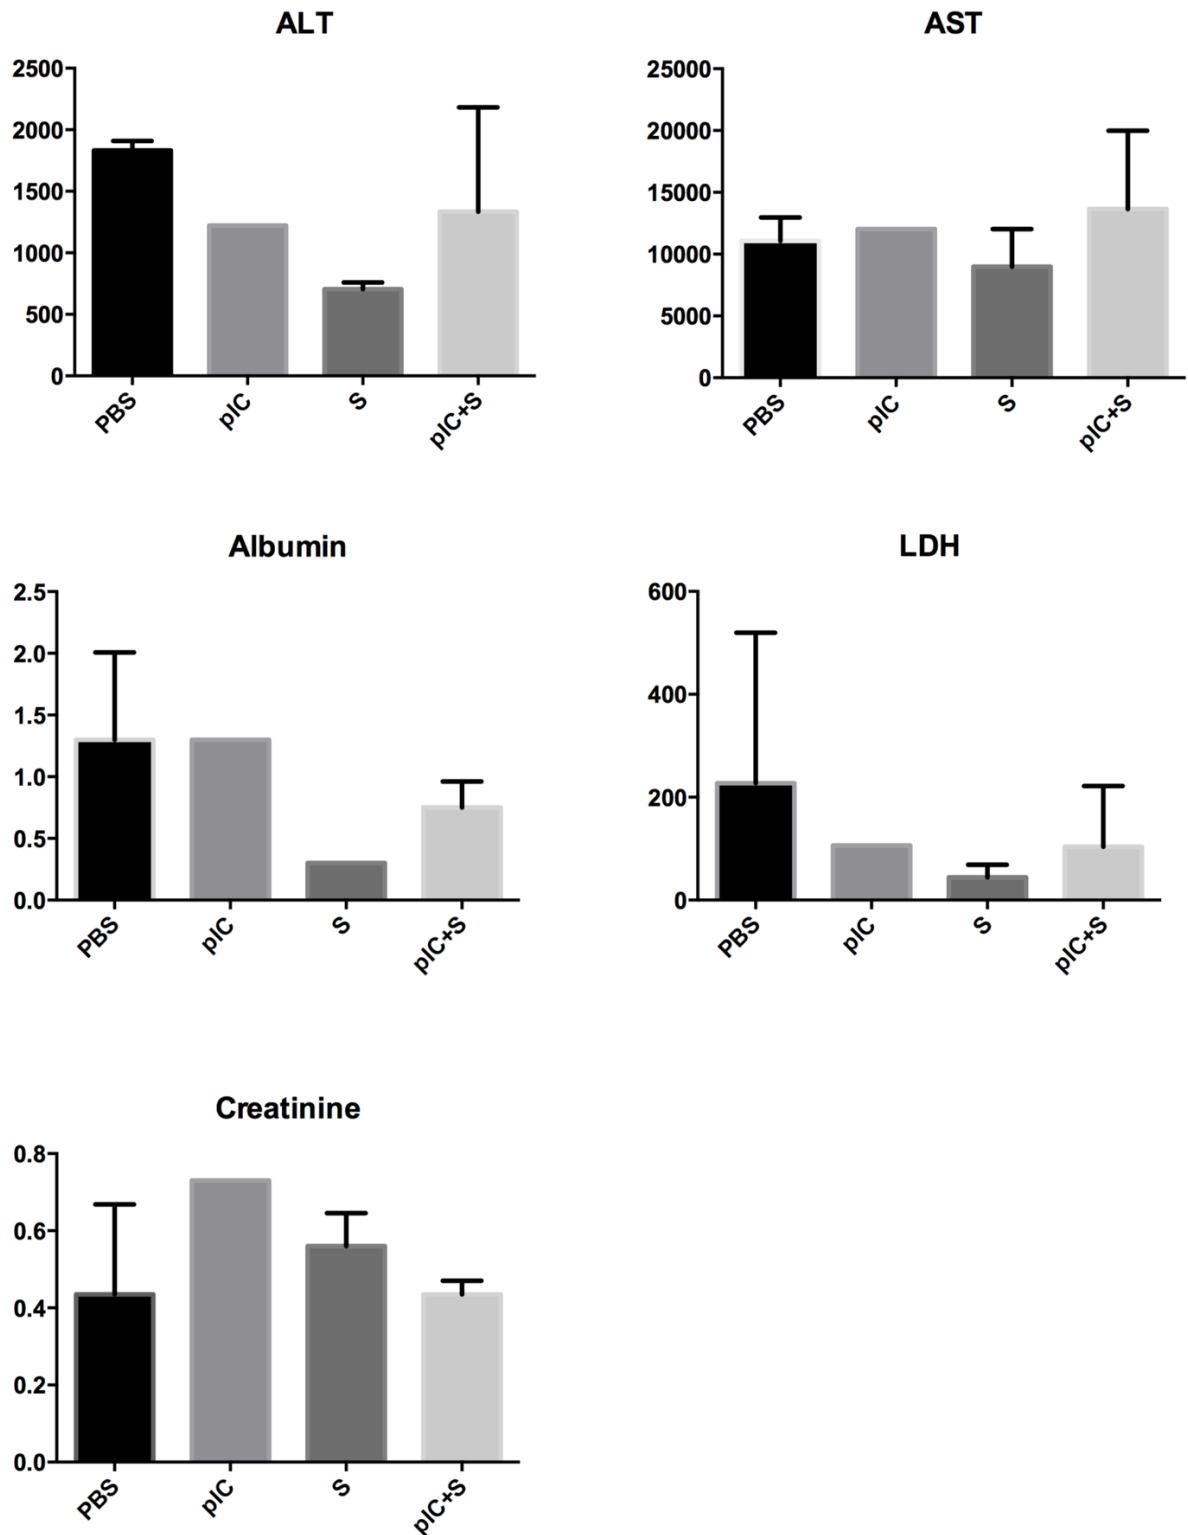 ALT
2500
2000
1500
1000
500
0
PBS
pIC
S
pIC+S
AST
25000
20000
15000
10000
5000
0
PBS
pIC
S
pIC+S
Albumin
2.5
2.0
1.5
1.0
0.5
0.0
PBS
pIC
S
pIC+S
LDH
600
400
200
0
PBS
pIC
S
pIC+S
Creatinine
0.8
0.6
0.4
0.2
0.0
PBS
pIC
S
pIC+S